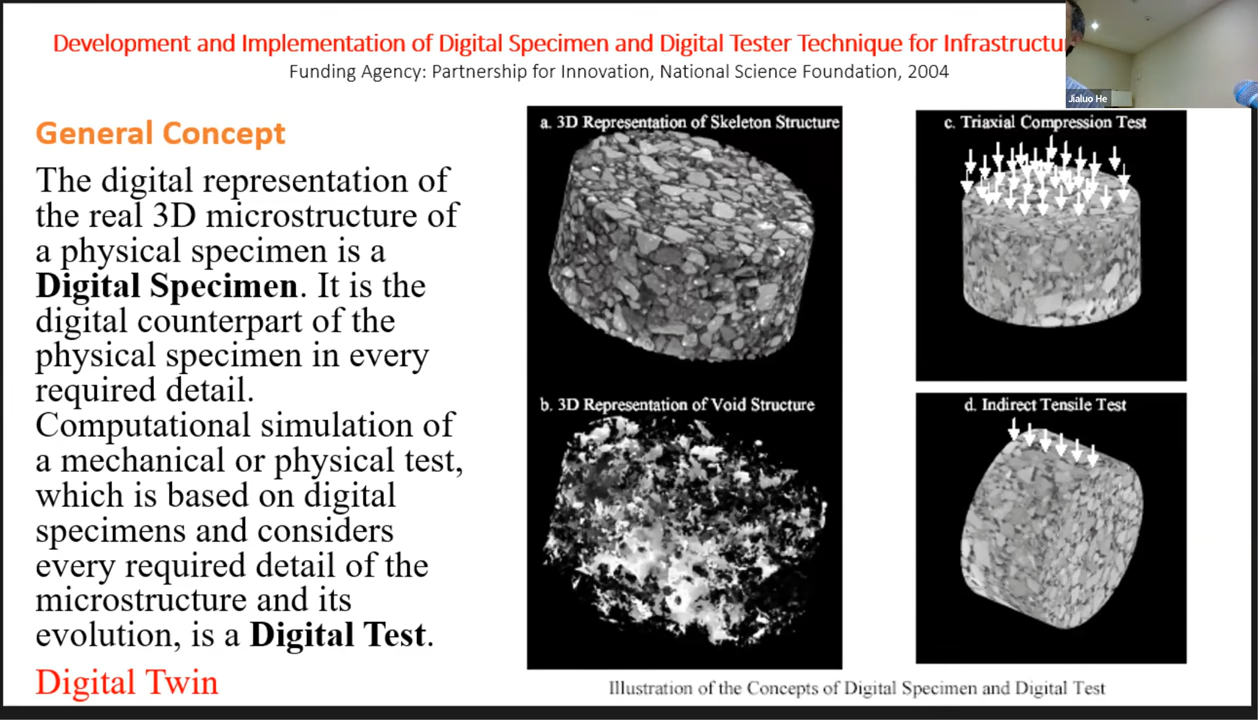 Development and Implementation of Digital Specimen and Digital Tester Technique for Infrastructu
Funding Agency: Partnership for Innovation, National Science Foundation, 2004
Jialuo He
General Concept
The digital representation of
the real 3D microstructure of
a physical specimen is a
Digital Specimen. It is the
digital counterpart of the
physical specimen in every
required detail.
Computational simulation of
a mechanical or physical test,
which is based on digital
specimens and considers
every required detail of the
microstructure and its
evolution, is a Digital Test.
Digital Twin
a. 3D Representation of Skeleton Structure
b. 3D Representation of Void Structure
c. Triaxial Compression Test
d. Indirect Tensile Test
Illustration of the Concepts of Digital Specimen and Digital Test